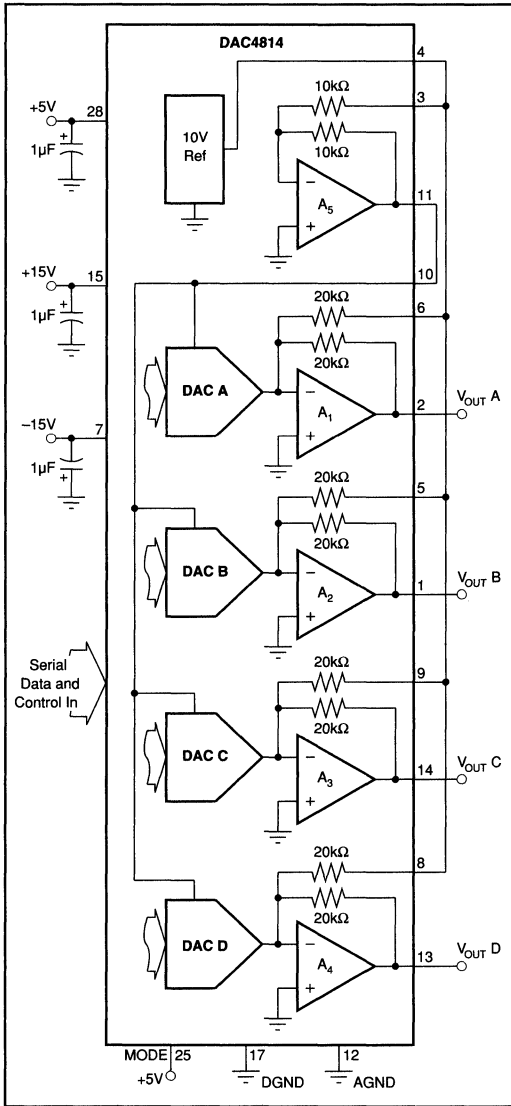 DAC4814
4
+5V
28
+
1µF
10V
Ref
10kΩ
3
10kΩ
−
A5
+
11
+15V
15
+
1µF
10
20kΩ
6
20kΩ
DAC A
−
A1
+
2
VOUT A
−15V
7
1µF
+
20kΩ
5
20kΩ
DAC B
−
A2
+
1
VOUT B
Serial
Data and
Control In
20kΩ
9
20kΩ
DAC C
−
A3
+
14
VOUT C
20kΩ
8
20kΩ
DAC D
−
A4
+
13
VOUT D
MODE 25
+5V
17
DGND
12
AGND